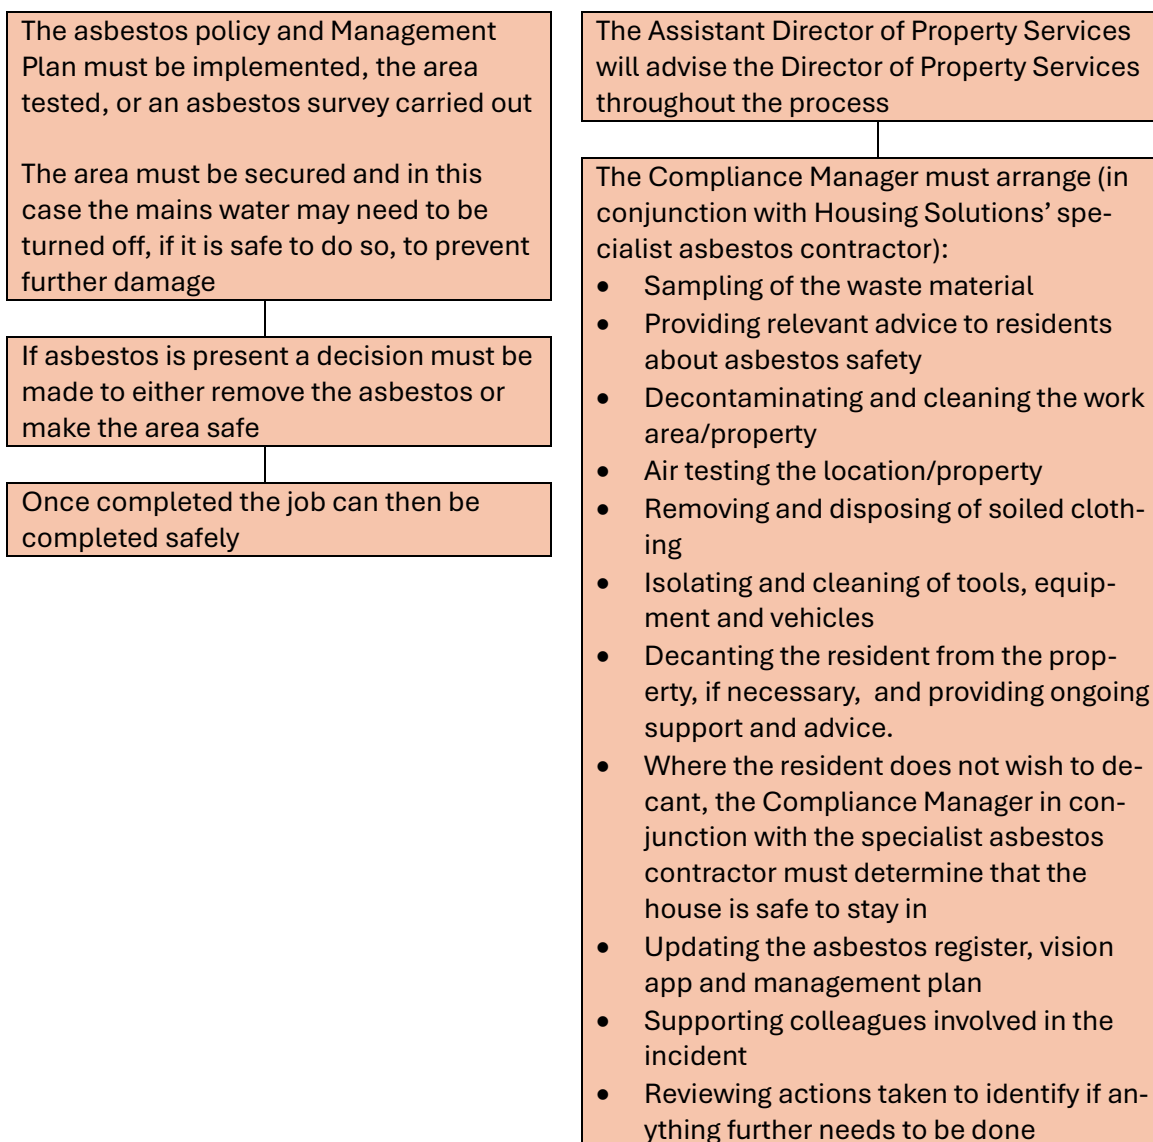 The asbestos policy and Management
Plan must be implemented, the area
tested, or an asbestos survey carried out
The area must be secured and in this
case the mains water may need to be
turned off, if it is safe to do so, to prevent
further damage
If asbestos is present a decision must be
made to either remove the asbestos or
make the area safe
Once completed the job can then be
completed safely
The Assistant Director of Property Services
will advise the Director of Property Services
throughout the process
The Compliance Manager must arrange (in
conjunction with Housing Solutions’ spe-
cialist asbestos contractor):
• Sampling of the waste material
• Providing relevant advice to residents
about asbestos safety
• Decontaminating and cleaning the work
area/property
• Air testing the location/property
• Removing and disposing of soiled cloth-
ing
• Isolating and cleaning of tools, equip-
ment and vehicles
• Decanting the resident from the prop-
erty, if necessary,  and providing ongoing
support and advice.
• Where the resident does not wish to de-
cant, the Compliance Manager in con-
junction with the specialist asbestos
contractor must determine that the
house is safe to stay in
• Updating the asbestos register, vision
app and management plan
• Supporting colleagues involved in the
incident
• Reviewing actions taken to identify if an-
ything further needs to be done